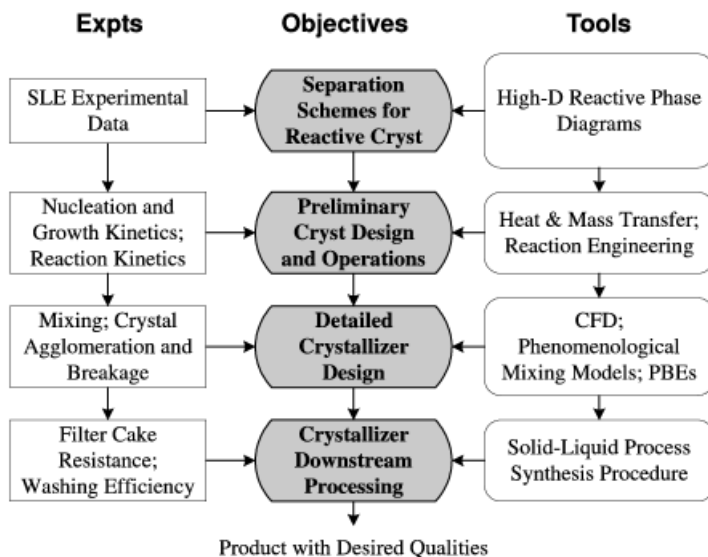 Expts
Objectives
Tools
SLE Experimental
Data
Separation
Schemes for
Reactive Cryst
High-D Reactive Phase
Diagrams
Nucleation and
Growth Kinetics;
Reaction Kinetics
Preliminary
Cryst Design
and Operations
Heat & Mass Transfer;
Reaction Engineering
Mixing; Crystal
Agglomeration and
Breakage
Detailed
Crystallizer
Design
CFD;
Phenomenological
Mixing Models; PBEs
Filter Cake
Resistance;
Washing Efficiency
Crystallizer
Downstream
Processing
Solid-Liquid Process
Synthesis Procedure
Product with Desired Qualities